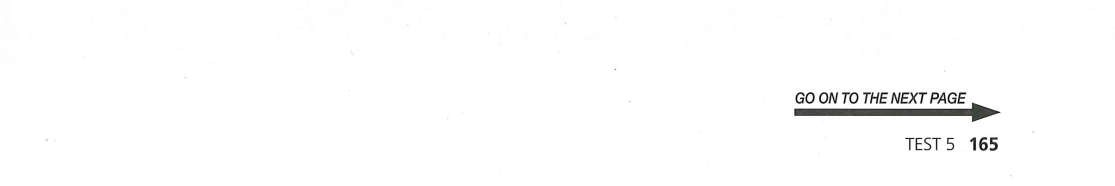 GO ON TO THE NEXT PAGE
TEST 5 165